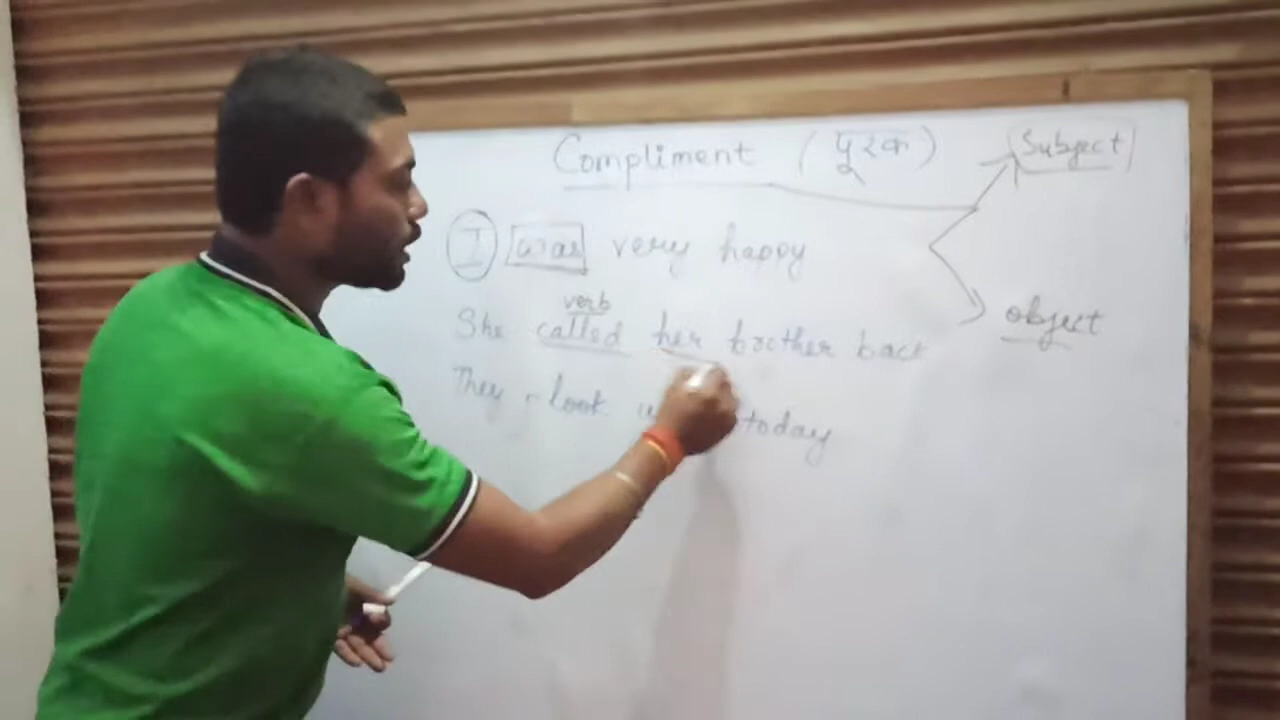 Compliment (पुरक) Subject
I was very happy
verb
She called her brother back
object
They look today